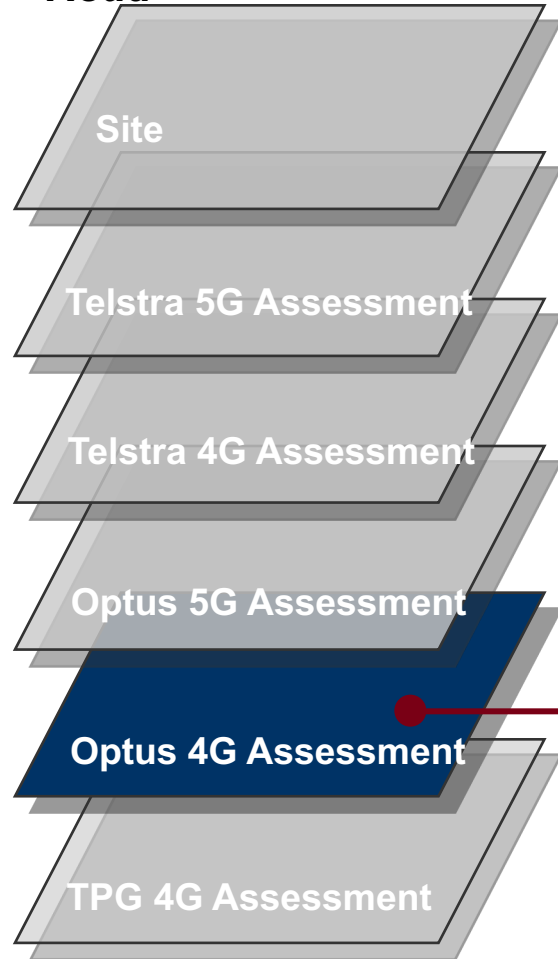 Site
Telstra 5G Assessment
Telstra 4G Assessment
Optus 5G Assessment
Optus 4G Assessment
TPG 4G Assessment